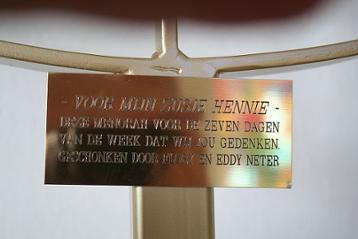 - VOOR MIJN ZUSJE HENNIE -
DEZE MENORAH VOOR DE ZEVEN DAGEN
VAN DE WEEK DAT WIJ JOU GEDENKEN.
GESCHONKEN DOOR EN EDDY NETER